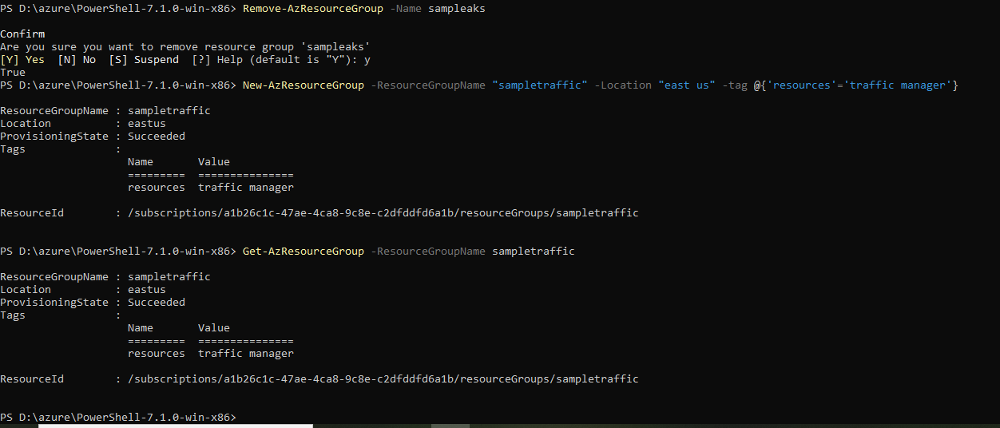 PS D:\azure\PowerShell-7.1.0-win-x86> Remove-AzResourceGroup -Name sampleaks
Confirm
Are you sure you want to remove resource group 'sampleaks'
[Y] Yes  [N] No  [S] Suspend  [?] Help (default is "Y"): y
True
PS D:\azure\PowerShell-7.1.0-win-x86> New-AzResourceGroup -ResourceGroupName "sampletraffic" -Location "east us" -tag @{'resources'='traffic manager'}
ResourceGroupName : sampletraffic
Location          : eastus
ProvisioningState : Succeeded
Tags              :
                    Name       Value
                    =========  ===============
                    resources  traffic manager
ResourceId        : /subscriptions/a1b26c1c-47ae-4ca8-9c8e-c2dfddfd6a1b/resourceGroups/sampletraffic
PS D:\azure\PowerShell-7.1.0-win-x86> Get-AzResourceGroup -ResourceGroupName sampletraffic
ResourceGroupName : sampletraffic
Location          : eastus
ProvisioningState : Succeeded
Tags              :
                    Name       Value
                    =========  ===============
                    resources  traffic manager
ResourceId        : /subscriptions/a1b26c1c-47ae-4ca8-9c8e-c2dfddfd6a1b/resourceGroups/sampletraffic
PS D:\azure\PowerShell-7.1.0-win-x86>